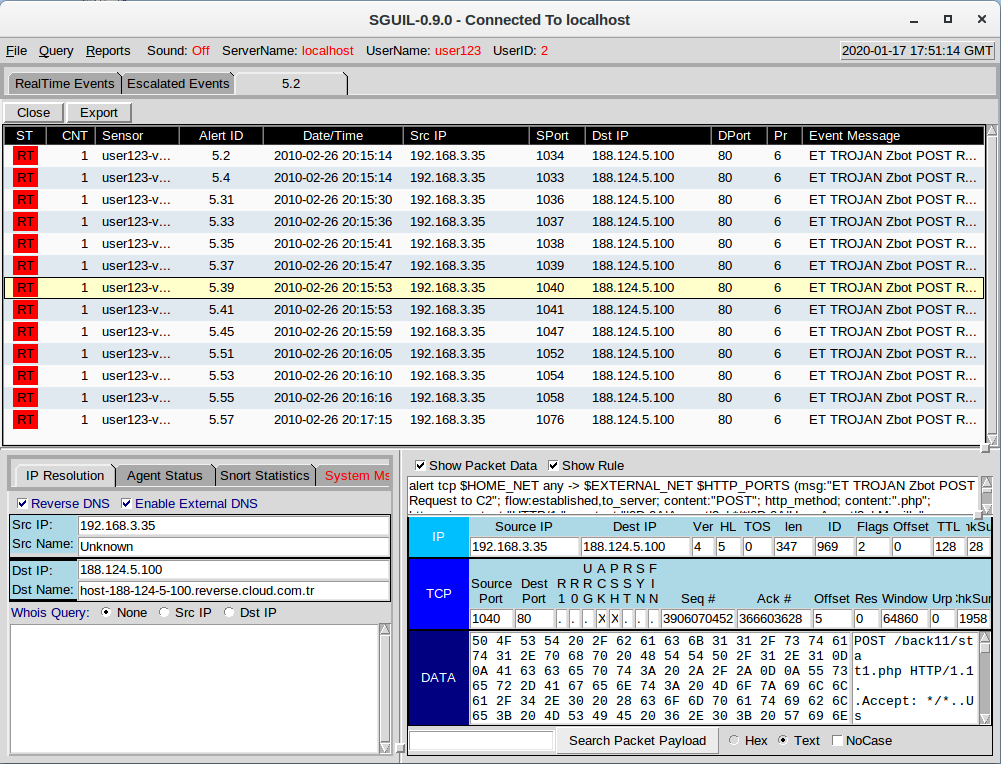 SGUIL-0.9.0 - Connected To localhost
File Query Reports Sound: Off ServerName: localhost UserName: user123 UserID: 2 2020-01-17 17:51:14 GMT
RealTime Events Escalated Events 5.2
Close Export
ST CNT Sensor Alert ID Date/Time Src IP SPort Dst IP DPort Pr Event Message
RT 1 user123-v... 5.2 2010-02-26 20:15:14 192.168.3.35 1034 188.124.5.100 80 6 ET TROJAN Zbot POST R...
RT 1 user123-v... 5.4 2010-02-26 20:15:14 192.168.3.35 1033 188.124.5.100 80 6 ET TROJAN Zbot POST R...
RT 1 user123-v... 5.31 2010-02-26 20:15:30 192.168.3.35 1036 188.124.5.100 80 6 ET TROJAN Zbot POST R...
RT 1 user123-v... 5.33 2010-02-26 20:15:36 192.168.3.35 1037 188.124.5.100 80 6 ET TROJAN Zbot POST R...
RT 1 user123-v... 5.35 2010-02-26 20:15:41 192.168.3.35 1038 188.124.5.100 80 6 ET TROJAN Zbot POST R...
RT 1 user123-v... 5.37 2010-02-26 20:15:47 192.168.3.35 1039 188.124.5.100 80 6 ET TROJAN Zbot POST R...
RT 1 user123-v... 5.39 2010-02-26 20:15:53 192.168.3.35 1040 188.124.5.100 80 6 ET TROJAN Zbot POST R...
RT 1 user123-v... 5.41 2010-02-26 20:15:53 192.168.3.35 1041 188.124.5.100 80 6 ET TROJAN Zbot POST R...
RT 1 user123-v... 5.45 2010-02-26 20:15:59 192.168.3.35 1047 188.124.5.100 80 6 ET TROJAN Zbot POST R...
RT 1 user123-v... 5.51 2010-02-26 20:16:05 192.168.3.35 1052 188.124.5.100 80 6 ET TROJAN Zbot POST R...
RT 1 user123-v... 5.53 2010-02-26 20:16:10 192.168.3.35 1054 188.124.5.100 80 6 ET TROJAN Zbot POST R...
RT 1 user123-v... 5.55 2010-02-26 20:16:16 192.168.3.35 1058 188.124.5.100 80 6 ET TROJAN Zbot POST R...
RT 1 user123-v... 5.57 2010-02-26 20:17:15 192.168.3.35 1076 188.124.5.100 80 6 ET TROJAN Zbot POST R...
IP Resolution Agent Status Snort Statistics System Ms
Reverse DNS Enable External DNS
Src IP: 192.168.3.35
Src Name: Unknown
Dst IP: 188.124.5.100
Dst Name: host-188-124-5-100.reverse.cloud.com.tr
Whois Query: None Src IP Dst IP
Show Packet Data Show Rule
alert tcp $HOME_NET any -> $EXTERNAL_NET $HTTP_PORTS (msg:"ET TROJAN Zbot POST
Request to C2"; flow:established,to_server; content:"POST"; http_method; content:".php";
IP Source IP Dest IP Ver HL TOS len ID Flags Offset TTL hkSu
192.168.3.35 188.124.5.100 4 5 0 347 969 2 0 128 28
TCP Source Port Dest Port R1 R0 URG ACK PSH RST SYN FIN Seq # Ack # Offset Res Window Urp hkSur
1040 80 . . . X X . . . 3906070452 366603628 5 0 64860 0 1958
DATA
50 4F 53 54 20 2F 62 61 63 6B 31 31 2F 73 74 61 POST /back11/sta
74 31 2E 70 68 70 20 48 54 54 50 2F 31 2E 31 0D t1.php HTTP/1.1.
0A 41 63 63 65 70 74 3A 20 2A 2F 2A 0D 0A 55 73 .Accept: */*..Us
65 72 2D 41 67 65 6E 74 3A 20 4D 6F 7A 69 6C 6C
61 2F 34 2E 30 20 28 63 6F 6D 70 61 74 69 62 6C
65 3B 20 4D 53 49 45 20 36 2E 30 3B 20 57 69 6E
Search Packet Payload Hex Text NoCase